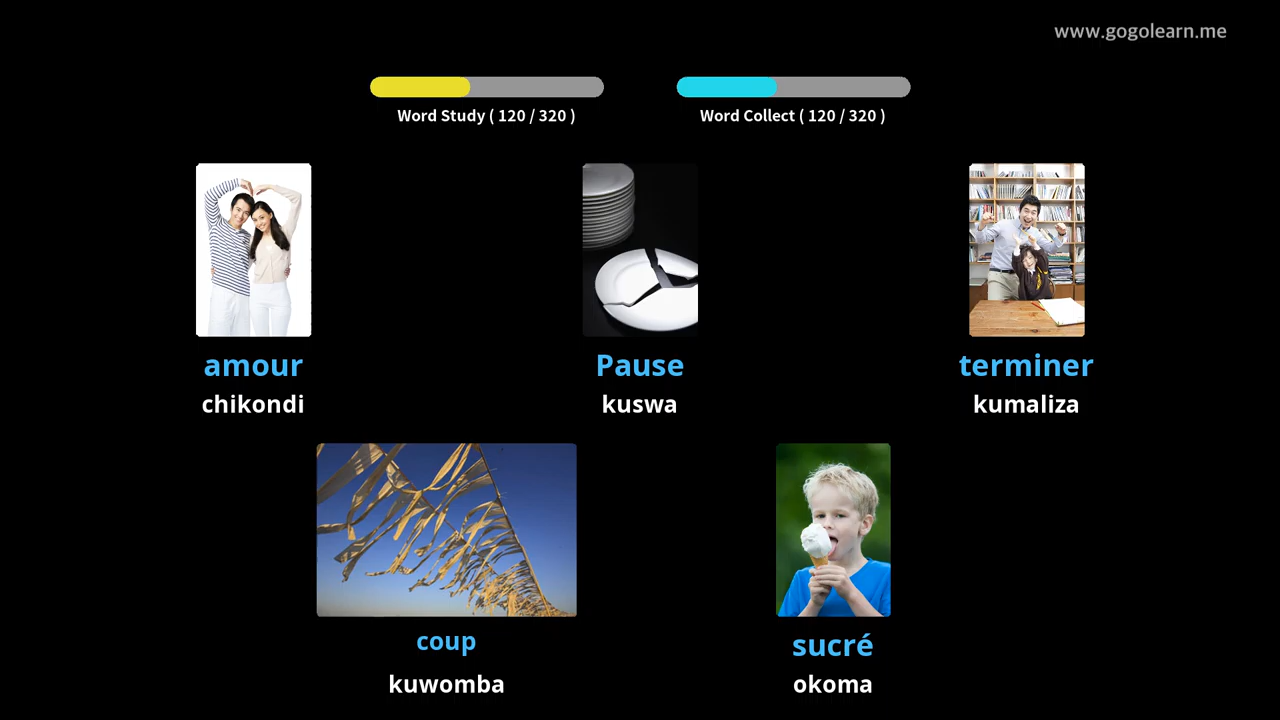 www.gogolearn.me
Word Study ( 120 / 320 )
Word Collect ( 120 / 320 )
amour
chikondi
Pause
kuswa
terminer
kumaliza
coup
kuwomba
sucré
okoma